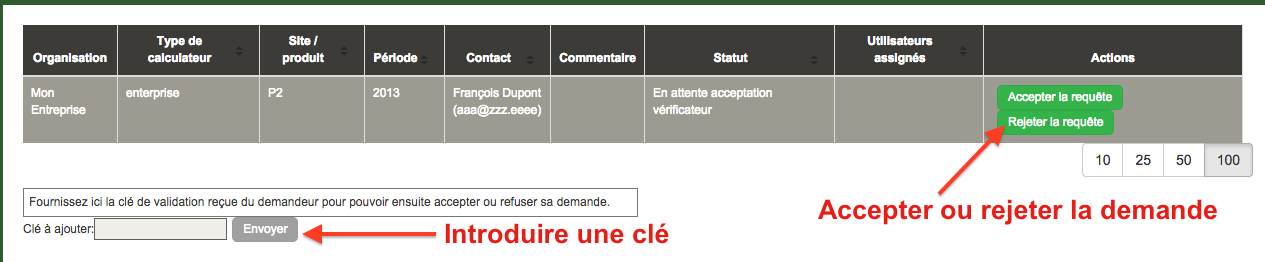 Organisation
Type de
calculateur
Site /
produit
Période
Contact
Commentaire
Statut
Utilisateurs
assignés
Actions
Mon
Entreprise
enterprise
P2
2013
François Dupont
(aaa@zzz.eeee)
En attente acceptation
vérificateur
Accepter la requête
Rejeter la requête
10 25 50 100
Accepter ou rejeter la demande
Fournissez ici la clé de validation reçue du demandeur pour pouvoir ensuite accepter ou refuser sa demande.
Clé à ajouter: Envoyer
Introduire une clé